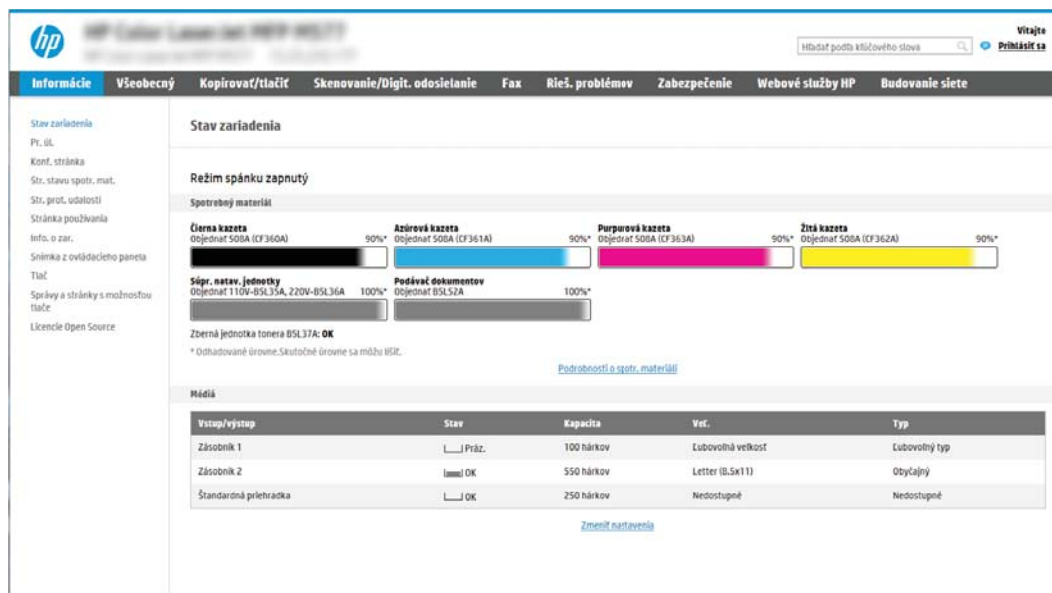 hp
Vitajte
Hľadať podľa kľúčového slova
Prihlásiť sa
Informácie Všeobecný Kopírovať/tlačiť Skenovanie/Digit. odosielanie Fax Rieš. problémov Zabezpečenie Webové služby HP Budovanie siete
Stav zariadenia
Pr. úl.
Konf. stránka
Str. stavu spotr. mat.
Str. prot. udalostí
Stránka používania
Info. o zar.
Snímka z ovládacieho panela
Tlač
Správy a stránky s možnosťou
tlače
Licencie Open Source
Stav zariadenia
Režim spánku zapnutý
Spotrebný materiál
Čierna kazeta
Objednať 508A (CF360A) 90%*
Azúrová kazeta
Objednať 508A (CF361A) 90%*
Purpurová kazeta
Objednať 508A (CF363A) 90%*
Žltá kazeta
Objednať 508A (CF362A) 90%*
Súpr. natav. jednotky
Objednať 110V-B5L35A, 220V-B5L36A 100%*
Podávač dokumentov
Objednať B5L52A 100%*
Zberná jednotka tonera B5L37A: OK
* Odhadované úrovne.Skutočné úrovne sa môžu líšiť.
Podrobnosti o spotr. materiáli
Médiá
Vstup/výstup Stav Kapacita Veľ. Typ
Zásobník 1 Práz. 100 hárkov Ľubovoľná veľkosť Ľubovoľný typ
Zásobník 2 OK 550 hárkov Letter (8,5x11) Obyčajný
Štandardná priehradka OK 250 hárkov Nedostupné Nedostupné
Zmeniť nastavenia